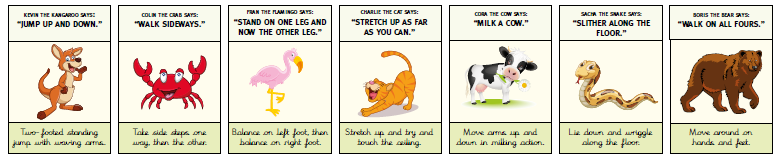 KEVIN THE KANGAROO SAYS:
"JUMP UP AND DOWN."
Two-footed standing
jump with waving arms.
COLIN THE CRAB SAYS:
"WALK SIDEWAYS."
Take side steps one
way, then the other.
FRAN THE FLAMINGO SAYS:
"STAND ON ONE LEG AND
NOW THE OTHER LEG."
Balance on left foot, then
balance on right foot.
CHARLIE THE CAT SAYS:
"STRETCH UP AS FAR
AS YOU CAN."
Stretch up and try and
touch the ceiling.
CORA THE COW SAYS:
"MILK A COW."
Move arms up and
down in milking action.
SACHA THE SNAKE SAYS:
"SLITHER ALONG THE
FLOOR."
Lie down and wriggle
along the floor.
BORIS THE BEAR SAYS:
"WALK ON ALL FOURS."
Move around on
hands and feet.